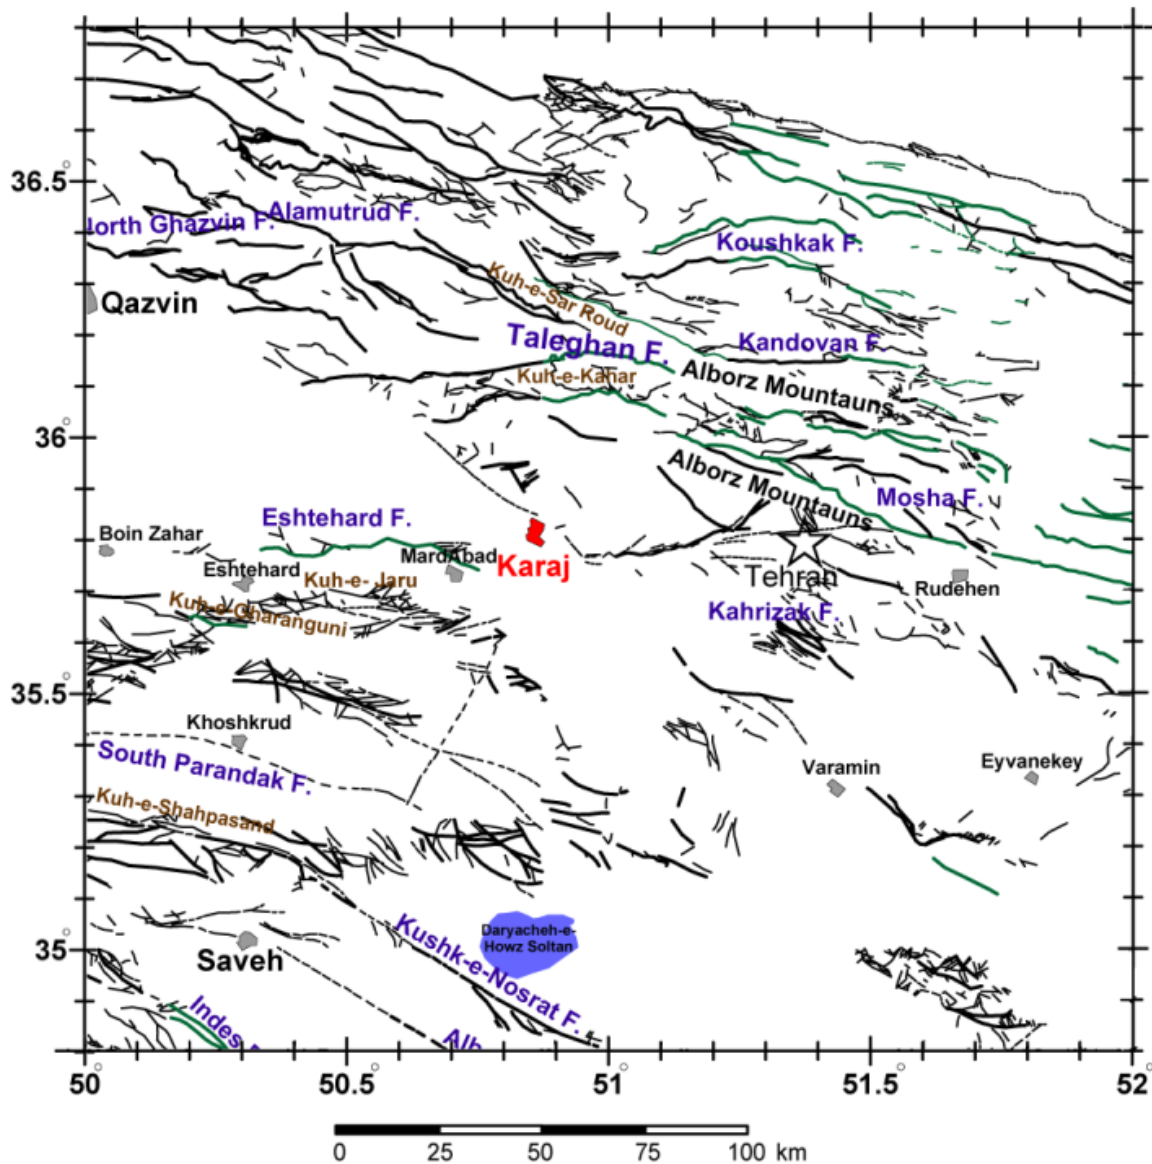 36.5°
Alamutrud F.
North Ghazvin F.
Koushkak F.
Kuh-e-Sar Roud
Qazvin
Taleghan F.
Kandovan F.
Kuh-e-Kahar
Alborz Mountauns
36°
Alborz Mountauns
Mosha F.
Eshtehard F.
Boin Zahar
MardAbad
Karaj
Eshtehard
Kuh-e- Jaru
Tehran
Rudehen
Kuh-e-Gharanguni
Kahrizak F.
35.5°
Khoshkrud
South Parandak F.
Varamin
Eyvanekey
Kuh-e-Shahpasand
Kushk-e-Nosrat F.
Daryacheh-e-
Howz Soltan
35°
Saveh
Indes
Alb
50° 50.5° 51° 51.5° 52°
0 25 50 75 100 km